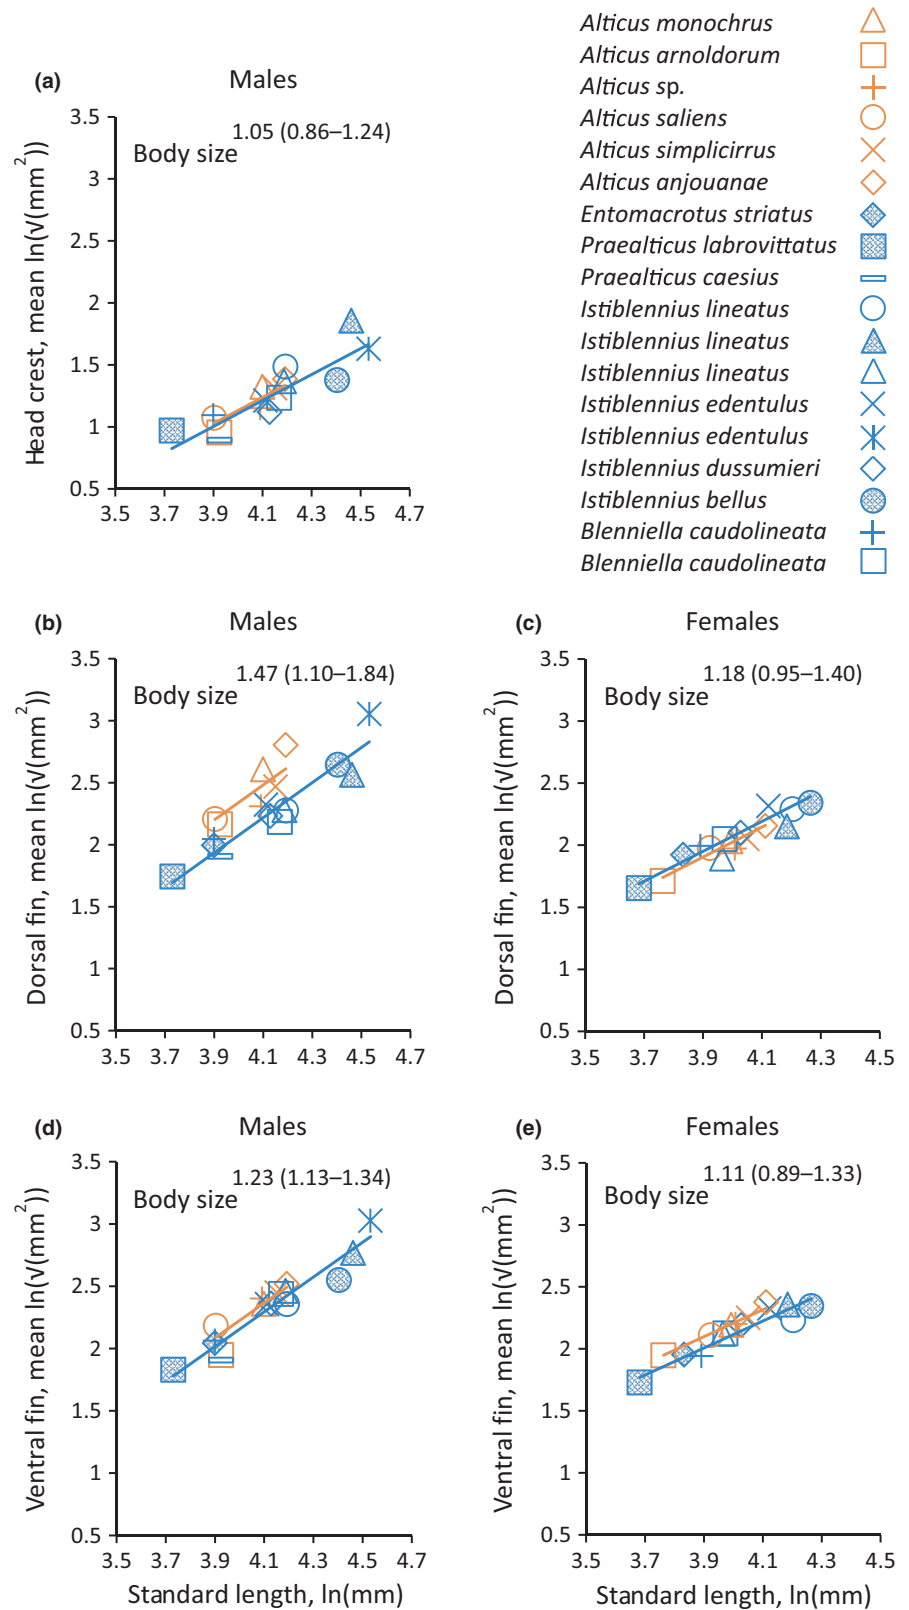 Alticus monochrus
Alticus arnoldorum
Alticus sp.
Alticus saliens
Alticus simplicirrus
Alticus anjouanae
Entomacrotus striatus
Praealticus labrovittatus
Praealticus caesius
Istiblennius lineatus
Istiblennius lineatus
Istiblennius lineatus
Istiblennius edentulus
Istiblennius edentulus
Istiblennius dussumieri
Istiblennius bellus
Blenniella caudolineata
Blenniella caudolineata
(a)
Males
1.05 (0.86–1.24)
Body size
Head crest, mean ln(√(mm²))
3.5
3
2.5
2
1.5
1
0.5
3.5 3.7 3.9 4.1 4.3 4.5 4.7
(b)
Males
1.47 (1.10–1.84)
Body size
Dorsal fin, mean ln(√(mm²))
3.5
3
2.5
2
1.5
1
0.5
3.5 3.7 3.9 4.1 4.3 4.5 4.7
(c)
Females
1.18 (0.95–1.40)
Body size
Dorsal fin, mean ln(√(mm²))
3.5
3
2.5
2
1.5
1
0.5
3.5 3.7 3.9 4.1 4.3 4.5
(d)
Males
1.23 (1.13–1.34)
Body size
Ventral fin, mean ln(√(mm²))
3.5
3
2.5
2
1.5
1
0.5
3.5 3.7 3.9 4.1 4.3 4.5 4.7
Standard length, ln(mm)
(e)
Females
1.11 (0.89–1.33)
Body size
Ventral fin, mean ln(√(mm²))
3.5
3
2.5
2
1.5
1
0.5
3.5 3.7 3.9 4.1 4.3 4.5
Standard length, ln(mm)